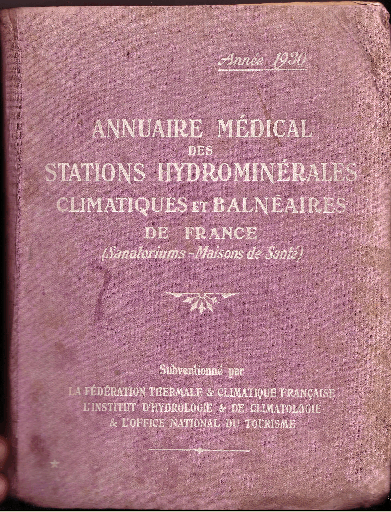 Année 1930
ANNUAIRE MÉDICAL
DES
STATIONS HYDROMINÉRALES
CLIMATIQUES ET BALNÉAIRES
DE FRANCE
(Sanatoriums - Maisons de Santé)
Subventionné par
LA FÉDÉRATION THERMALE & CLIMATIQUE FRANÇAISE
L'INSTITUT D'HYDROLOGIE & DE CLIMATOLOGIE
& L'OFFICE NATIONAL DU TOURISME